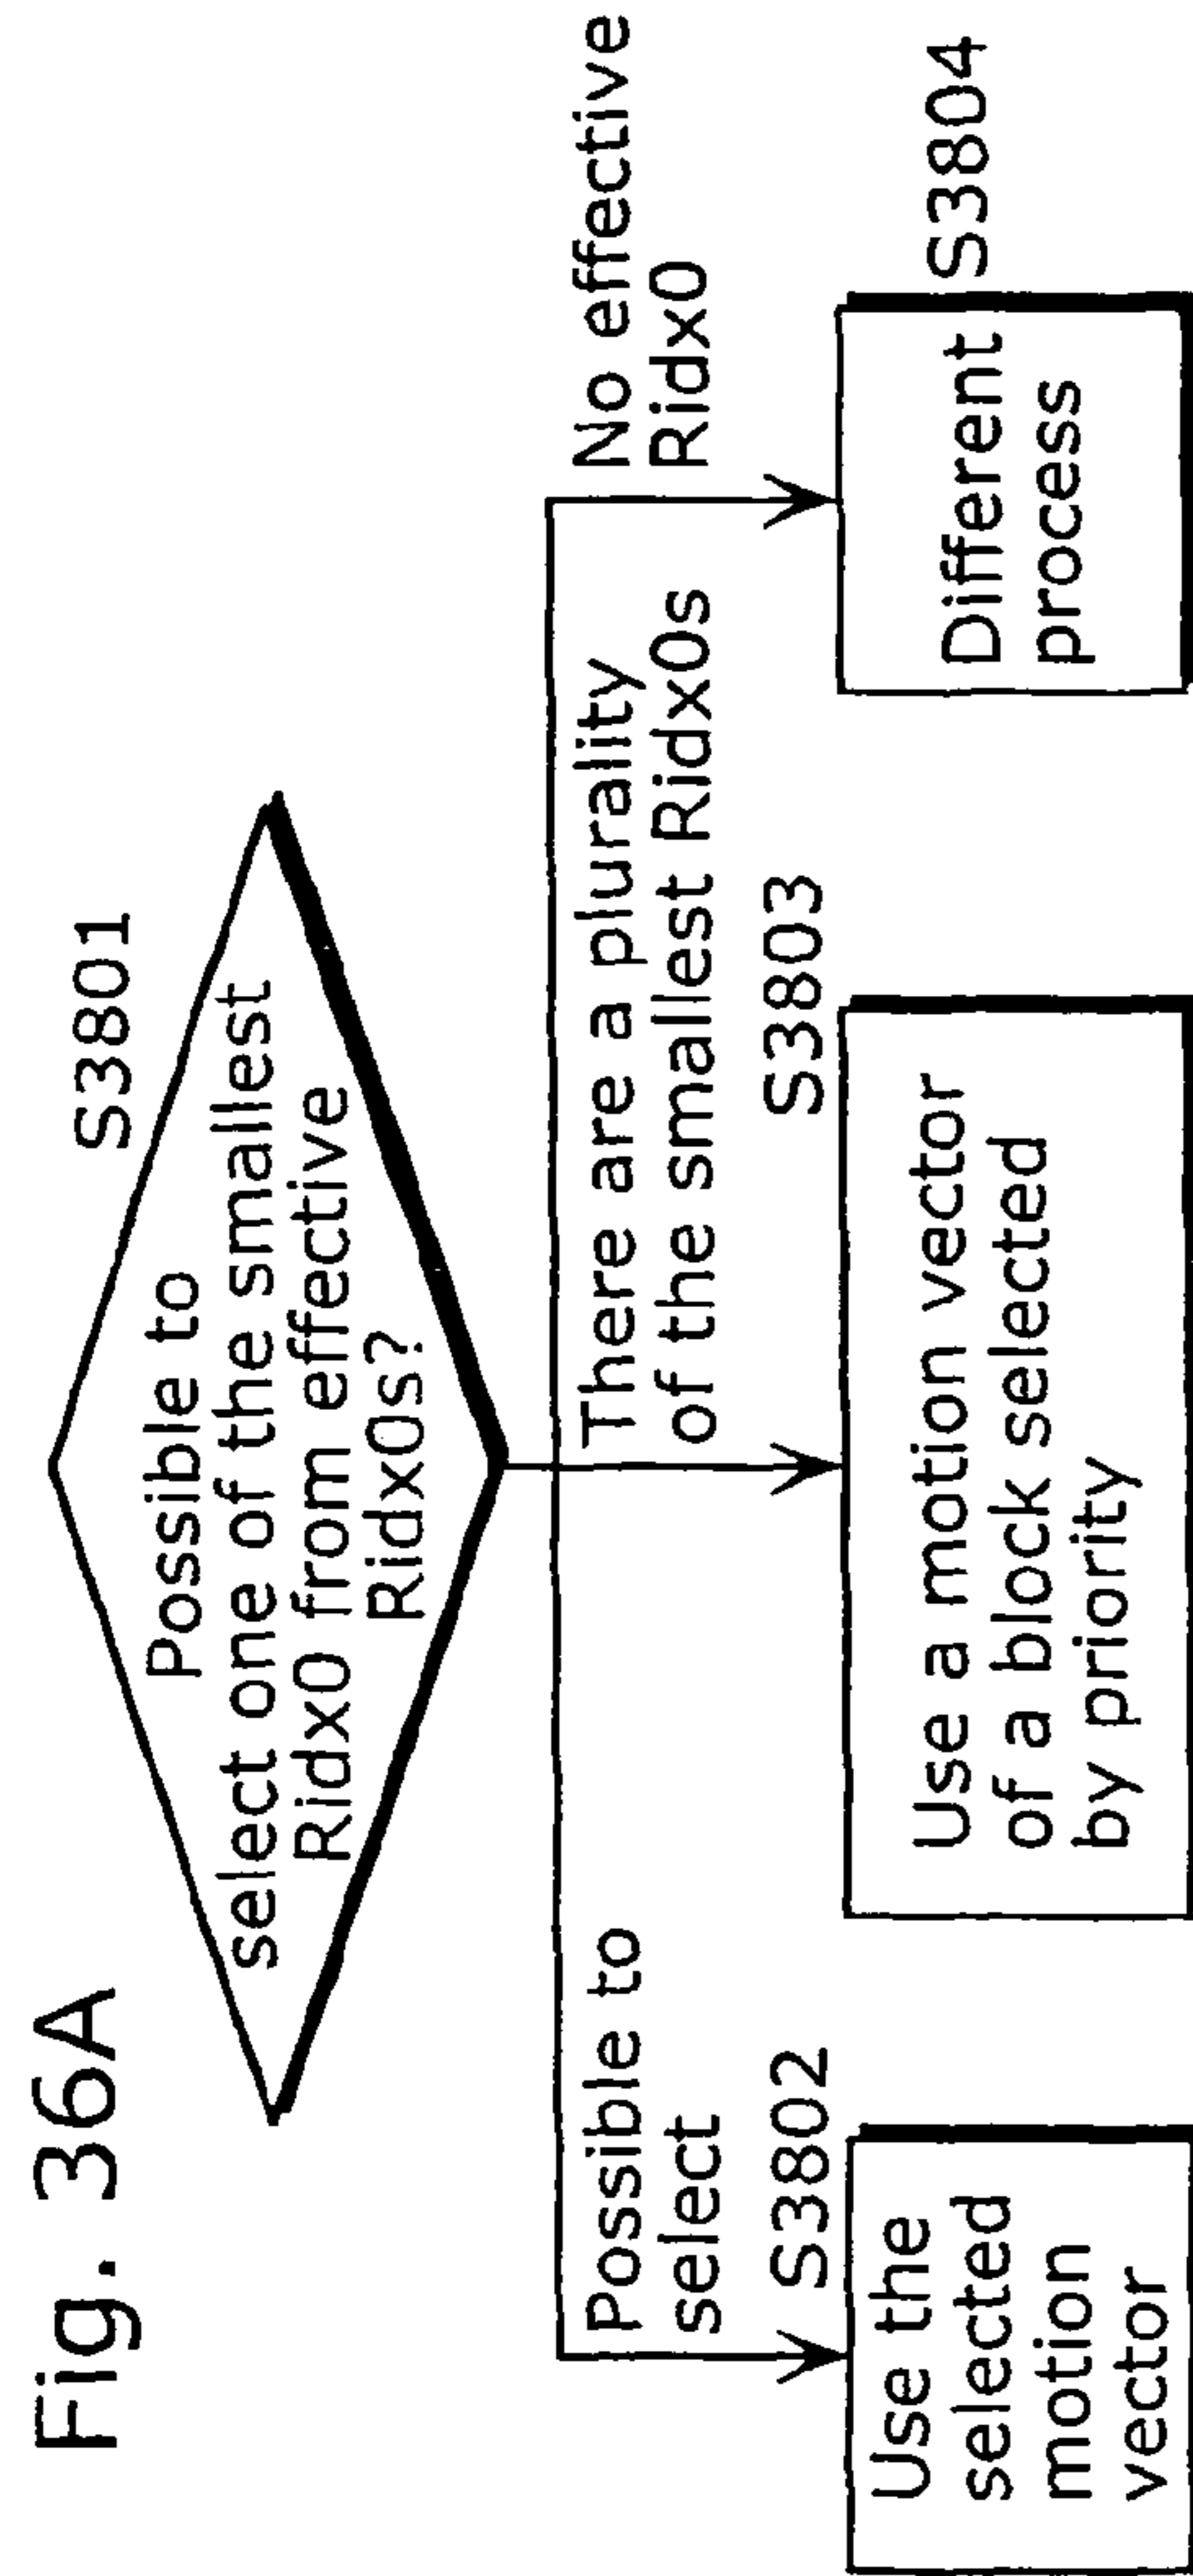 Fig. 36A
S3801
Possible to
select one of the smallest
Ridx0 from effective
Ridx0s?
Possible to
select
There are a plurality
of the smallest Ridx0s
No effective
Ridx0
S3802
Use the
selected
motion
vector
S3803
Use a motion vector
of a block selected
by priority
S3804
Different
process